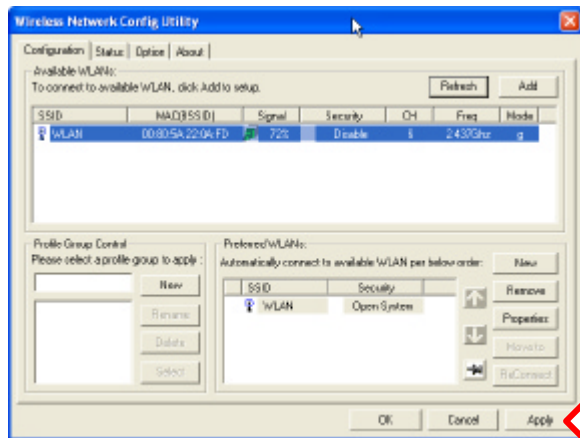 Wireless Network Config Utility
Configuration Status Option About
Available WLANs:
To connect to available WLAN, click Add to setup.
Refresh Add
SSID MAC(BSSID) Signal Security CH Freq Mode
WLAN 00:80:5A:22:0A:FD 72% Disable 6 2.437Ghz g
Profile Group Control
Please select a profile group to apply :
New
Rename
Delete
Select
Preferred WLANs:
Automatically connect to available WLAN per below order:
SSID Security
WLAN Open System
New
Remove
Properties
Move to
ReConnect
OK Cancel Apply